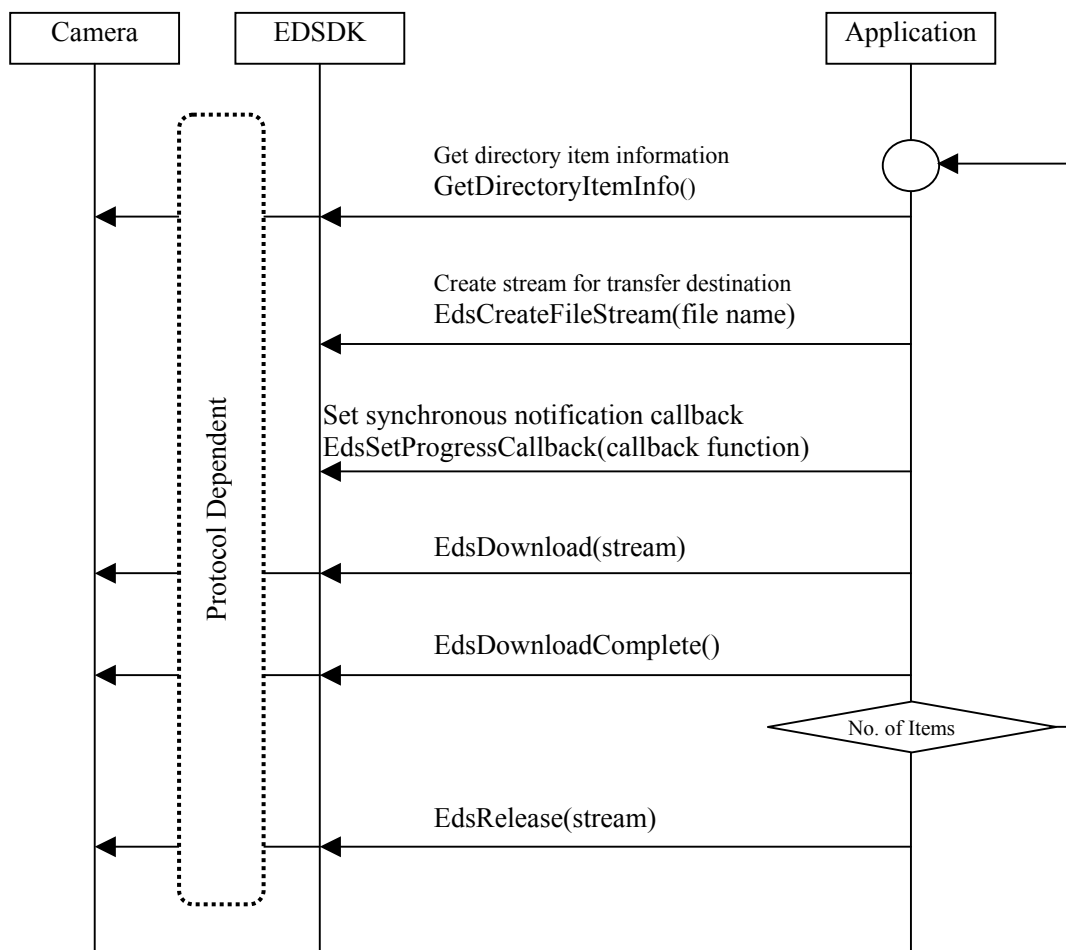 Camera
EDSDK
Application
Get directory item information
GetDirectoryItemInfo()
Create stream for transfer destination
EdsCreateFileStream(file name)
Set synchronous notification callback
EdsSetProgressCallback(callback function)
Protocol Dependent
EdsDownload(stream)
EdsDownloadComplete()
No. of Items
EdsRelease(stream)